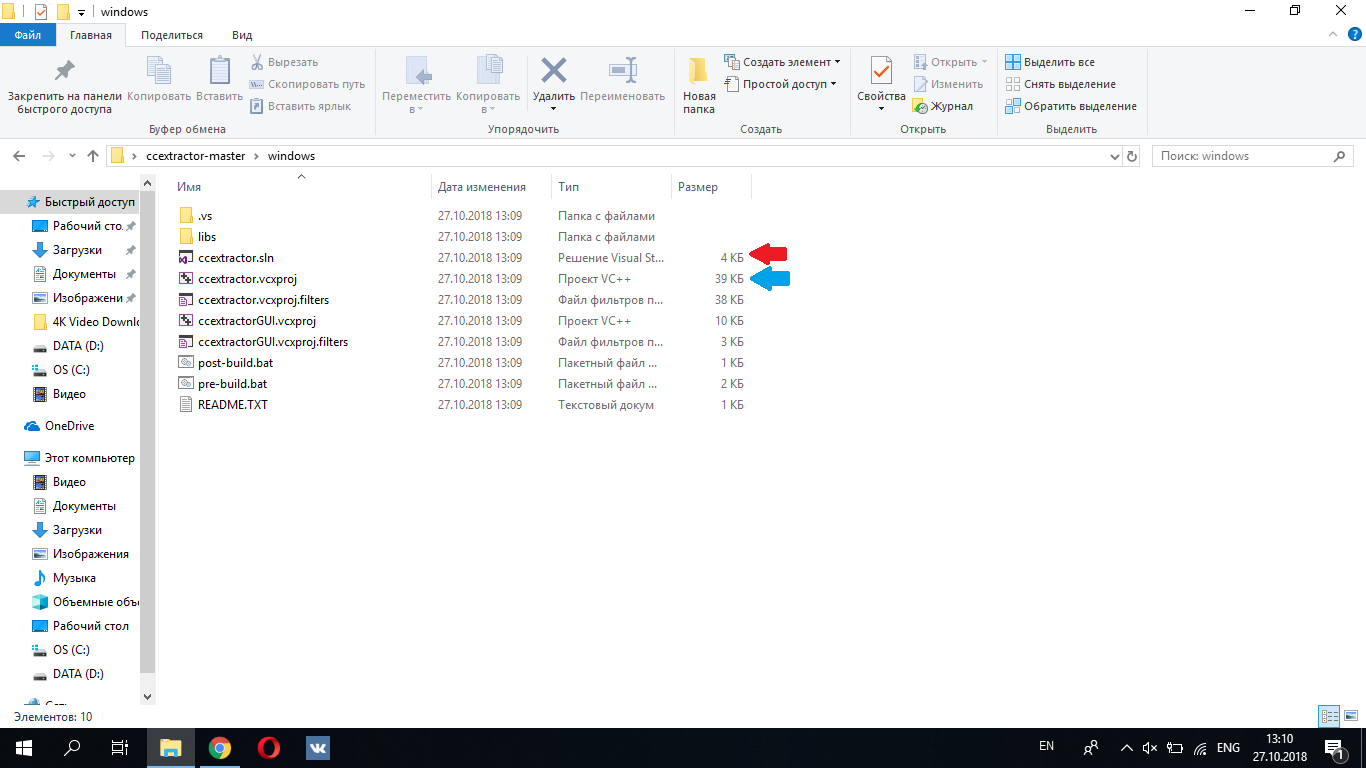 windows
Файл Главная Поделиться Вид
Закрепить на панели быстрого доступа
Копировать
Вставить
Вырезать
Скопировать путь
Вставить ярлык
Буфер обмена
Переместить в
Копировать в
Удалить
Переименовать
Упорядочить
Новая папка
Создать элемент
Простой доступ
Создать
Свойства
Открыть
Изменить
Журнал
Открыть
Выделить все
Снять выделение
Обратить выделение
Выделить
ccextractor-master windows
Поиск: windows
Быстрый доступ
Рабочий сто.
Загрузки
Документы
Изображени
4K Video Downlo
DATA (D:)
OS (C:)
Видео
OneDrive
Этот компьютер
Видео
Документы
Загрузки
Изображения
Музыка
Объемные объе
Рабочий стол
OS (C:)
DATA (D:)
Имя Дата изменения Тип Размер
.vs 27.10.2018 13:09 Папка с файлами
libs 27.10.2018 13:09 Папка с файлами
ccextractor.sln 27.10.2018 13:09 Решение Visual St... 4 КБ
ccextractor.vcxproj 27.10.2018 13:09 Проект VC++ 39 КБ
ccextractor.vcxproj.filters 27.10.2018 13:09 Файл фильтров п... 38 КБ
ccextractorGUI.vcxproj 27.10.2018 13:09 Проект VC++ 10 КБ
ccextractorGUI.vcxproj.filters 27.10.2018 13:09 Файл фильтров п... 3 КБ
post-build.bat 27.10.2018 13:09 Пакетный файл ... 1 КБ
pre-build.bat 27.10.2018 13:09 Пакетный файл ... 2 КБ
README.TXT 27.10.2018 13:09 Текстовый докум 1 КБ
Элементов: 10
EN
ENG
13:10
27.10.2018
1